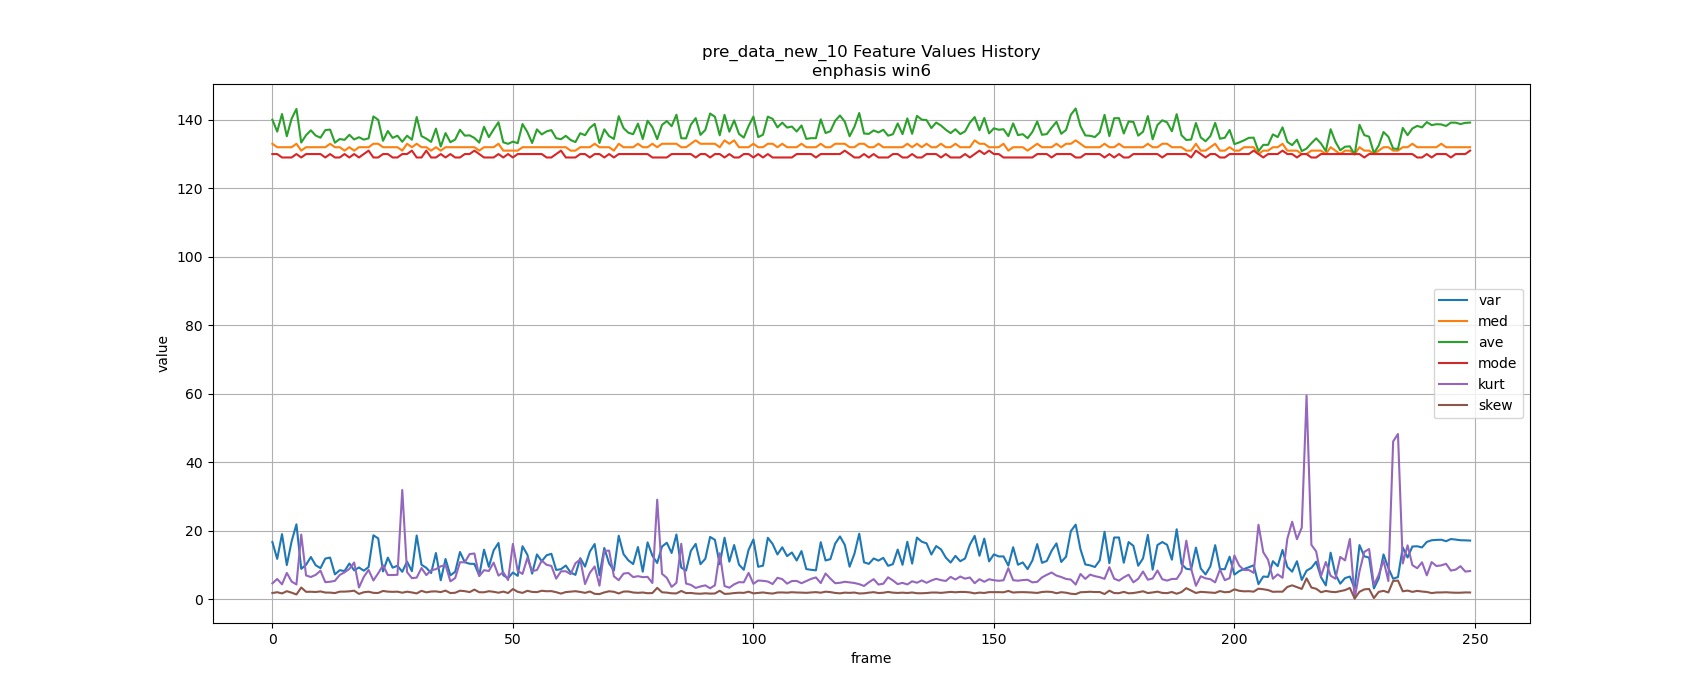 pre_data_new_10 Feature Values History
enphasis win6
value
140
120
100
80
60
40
20
0
0 50 100 150 200 250
frame
var
med
ave
mode
kurt
skew